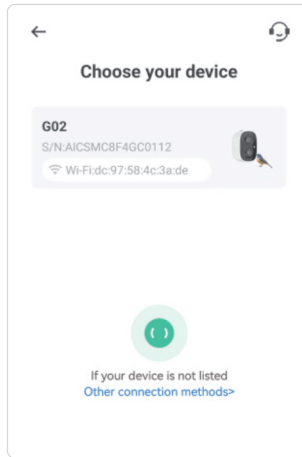 Choose your device
G02
S/N:AICSMC8F4GC0112
Wi-Fi:dc:97:58:4c:3a:de
If your device is not listed
Other connection methods>